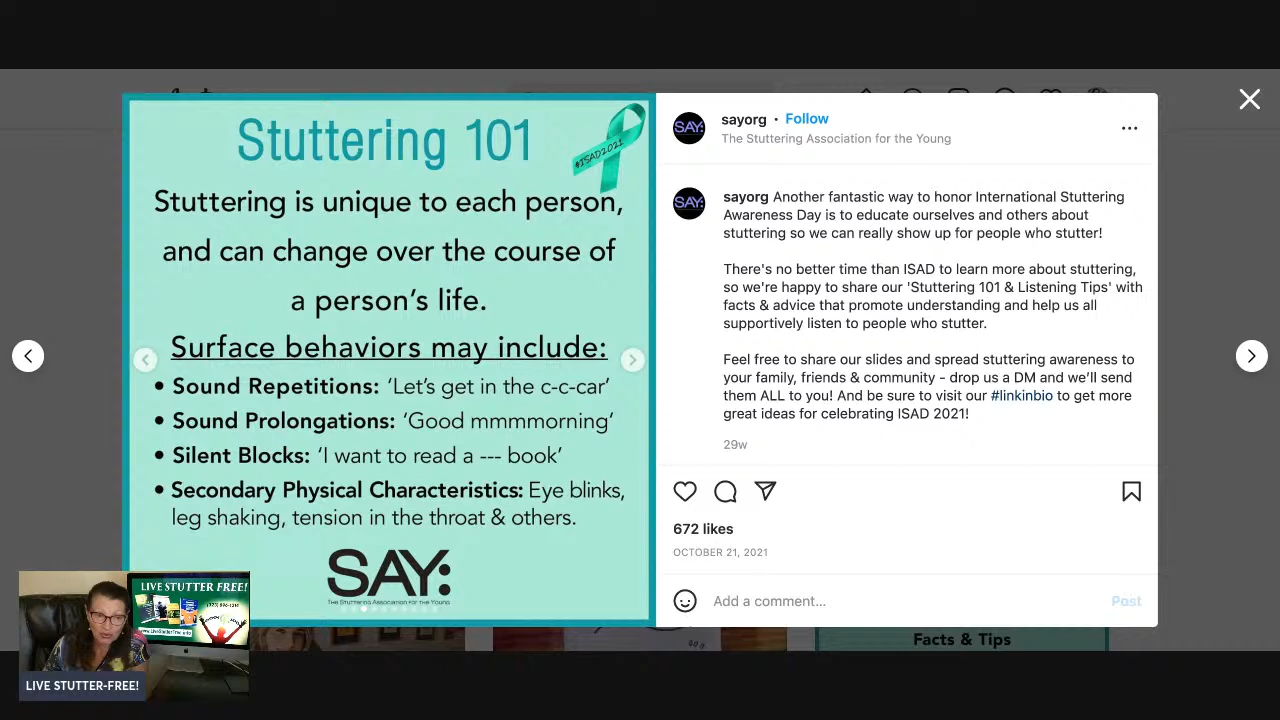 Stuttering 101
#ISAD2021
Stuttering is unique to each person,
and can change over the course of
a person's life.
Surface behaviors may include:
• Sound Repetitions: 'Let's get in the c-c-car'
• Sound Prolongations: 'Good mmmmorning'
• Silent Blocks: 'I want to read a --- book'
• Secondary Physical Characteristics: Eye blinks,
leg shaking, tension in the throat & others.
SAY:
The Stuttering Association for the Young
SAY:
sayorg • Follow
The Stuttering Association for the Young
SAY:
sayorg Another fantastic way to honor International Stuttering
Awareness Day is to educate ourselves and others about
stuttering so we can really show up for people who stutter!
There's no better time than ISAD to learn more about stuttering,
so we're happy to share our 'Stuttering 101 & Listening Tips' with
facts & advice that promote understanding and help us all
supportively listen to people who stutter.
Feel free to share our slides and spread stuttering awareness to
your family, friends & community - drop us a DM and we'll send
them ALL to you! And be sure to visit our #linkinbio to get more
great ideas for celebrating ISAD 2021!
29w
672 likes
OCTOBER 21, 2021
Add a comment...
Post
Facts & Tips
LIVE STUTTER FREE!
www.LiveStutterFree.info
LIVE STUTTER-FREE!